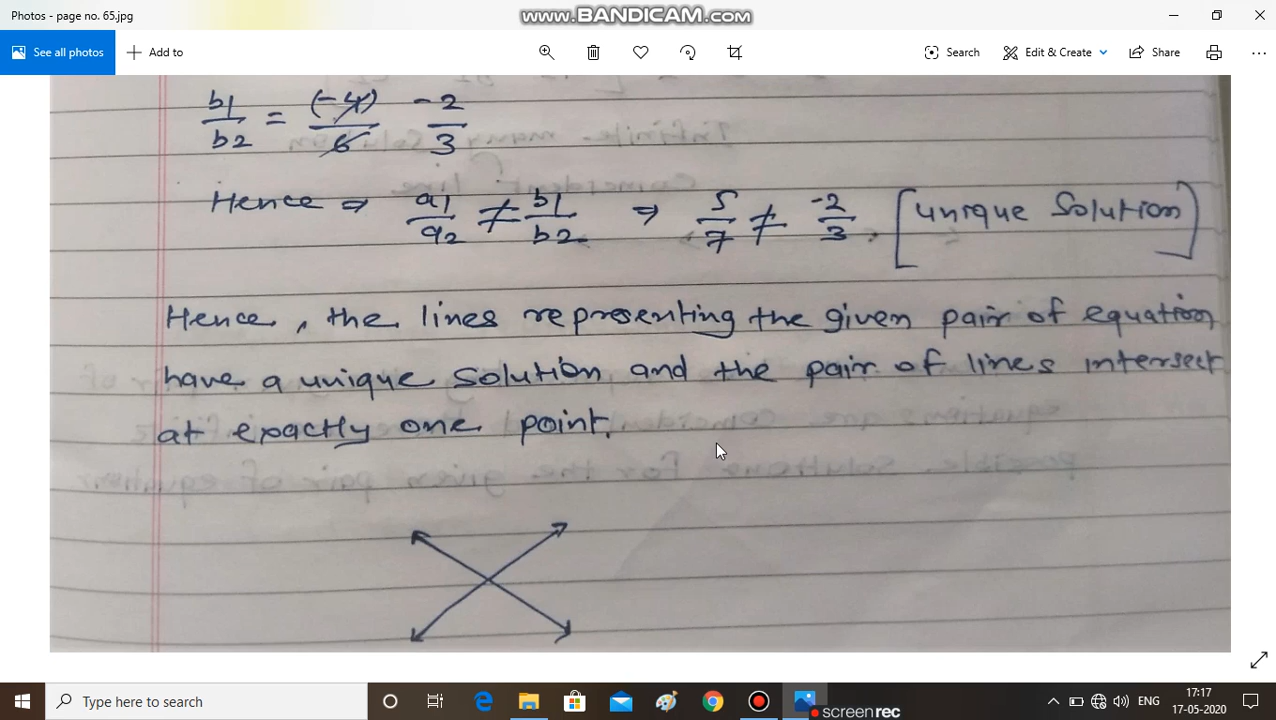 Photos - page no. 65.jpg
www.BANDICAM.com
See all photos
Add to
Search
Edit & Create
Share
b1/b2 = (-4)/6 -2/3
Hence ⇒ a1/a2 ≠ b1/b2 ⇒ 5/7 ≠ -2/3. [unique Solution]
Hence, the lines representing the given pair of equation
have a unique solution and the pair of lines intersect
at exactly one point.
Type here to search
ENG
17:17
17-05-2020
screen rec